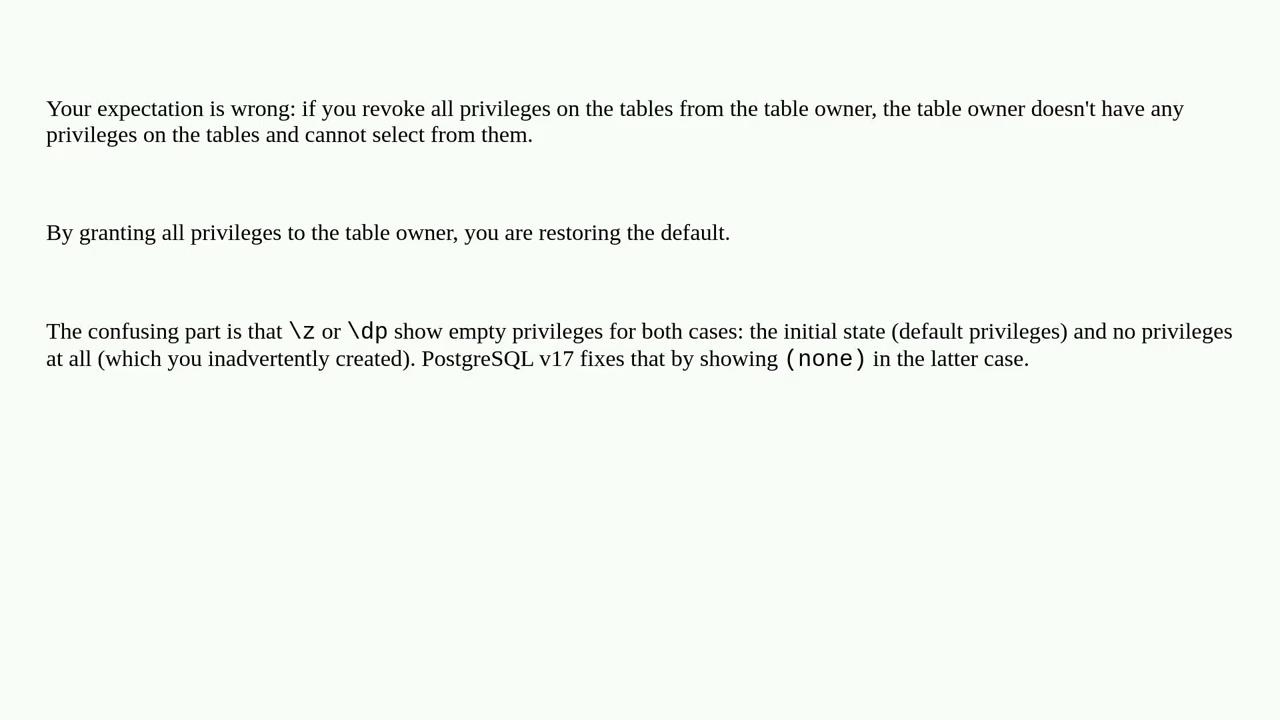 Your expectation is wrong: if you revoke all privileges on the tables from the table owner, the table owner doesn't have any
privileges on the tables and cannot select from them.
By granting all privileges to the table owner, you are restoring the default.
The confusing part is that \z or \dp show empty privileges for both cases: the initial state (default privileges) and no privileges
at all (which you inadvertently created). PostgreSQL v17 fixes that by showing (none) in the latter case.